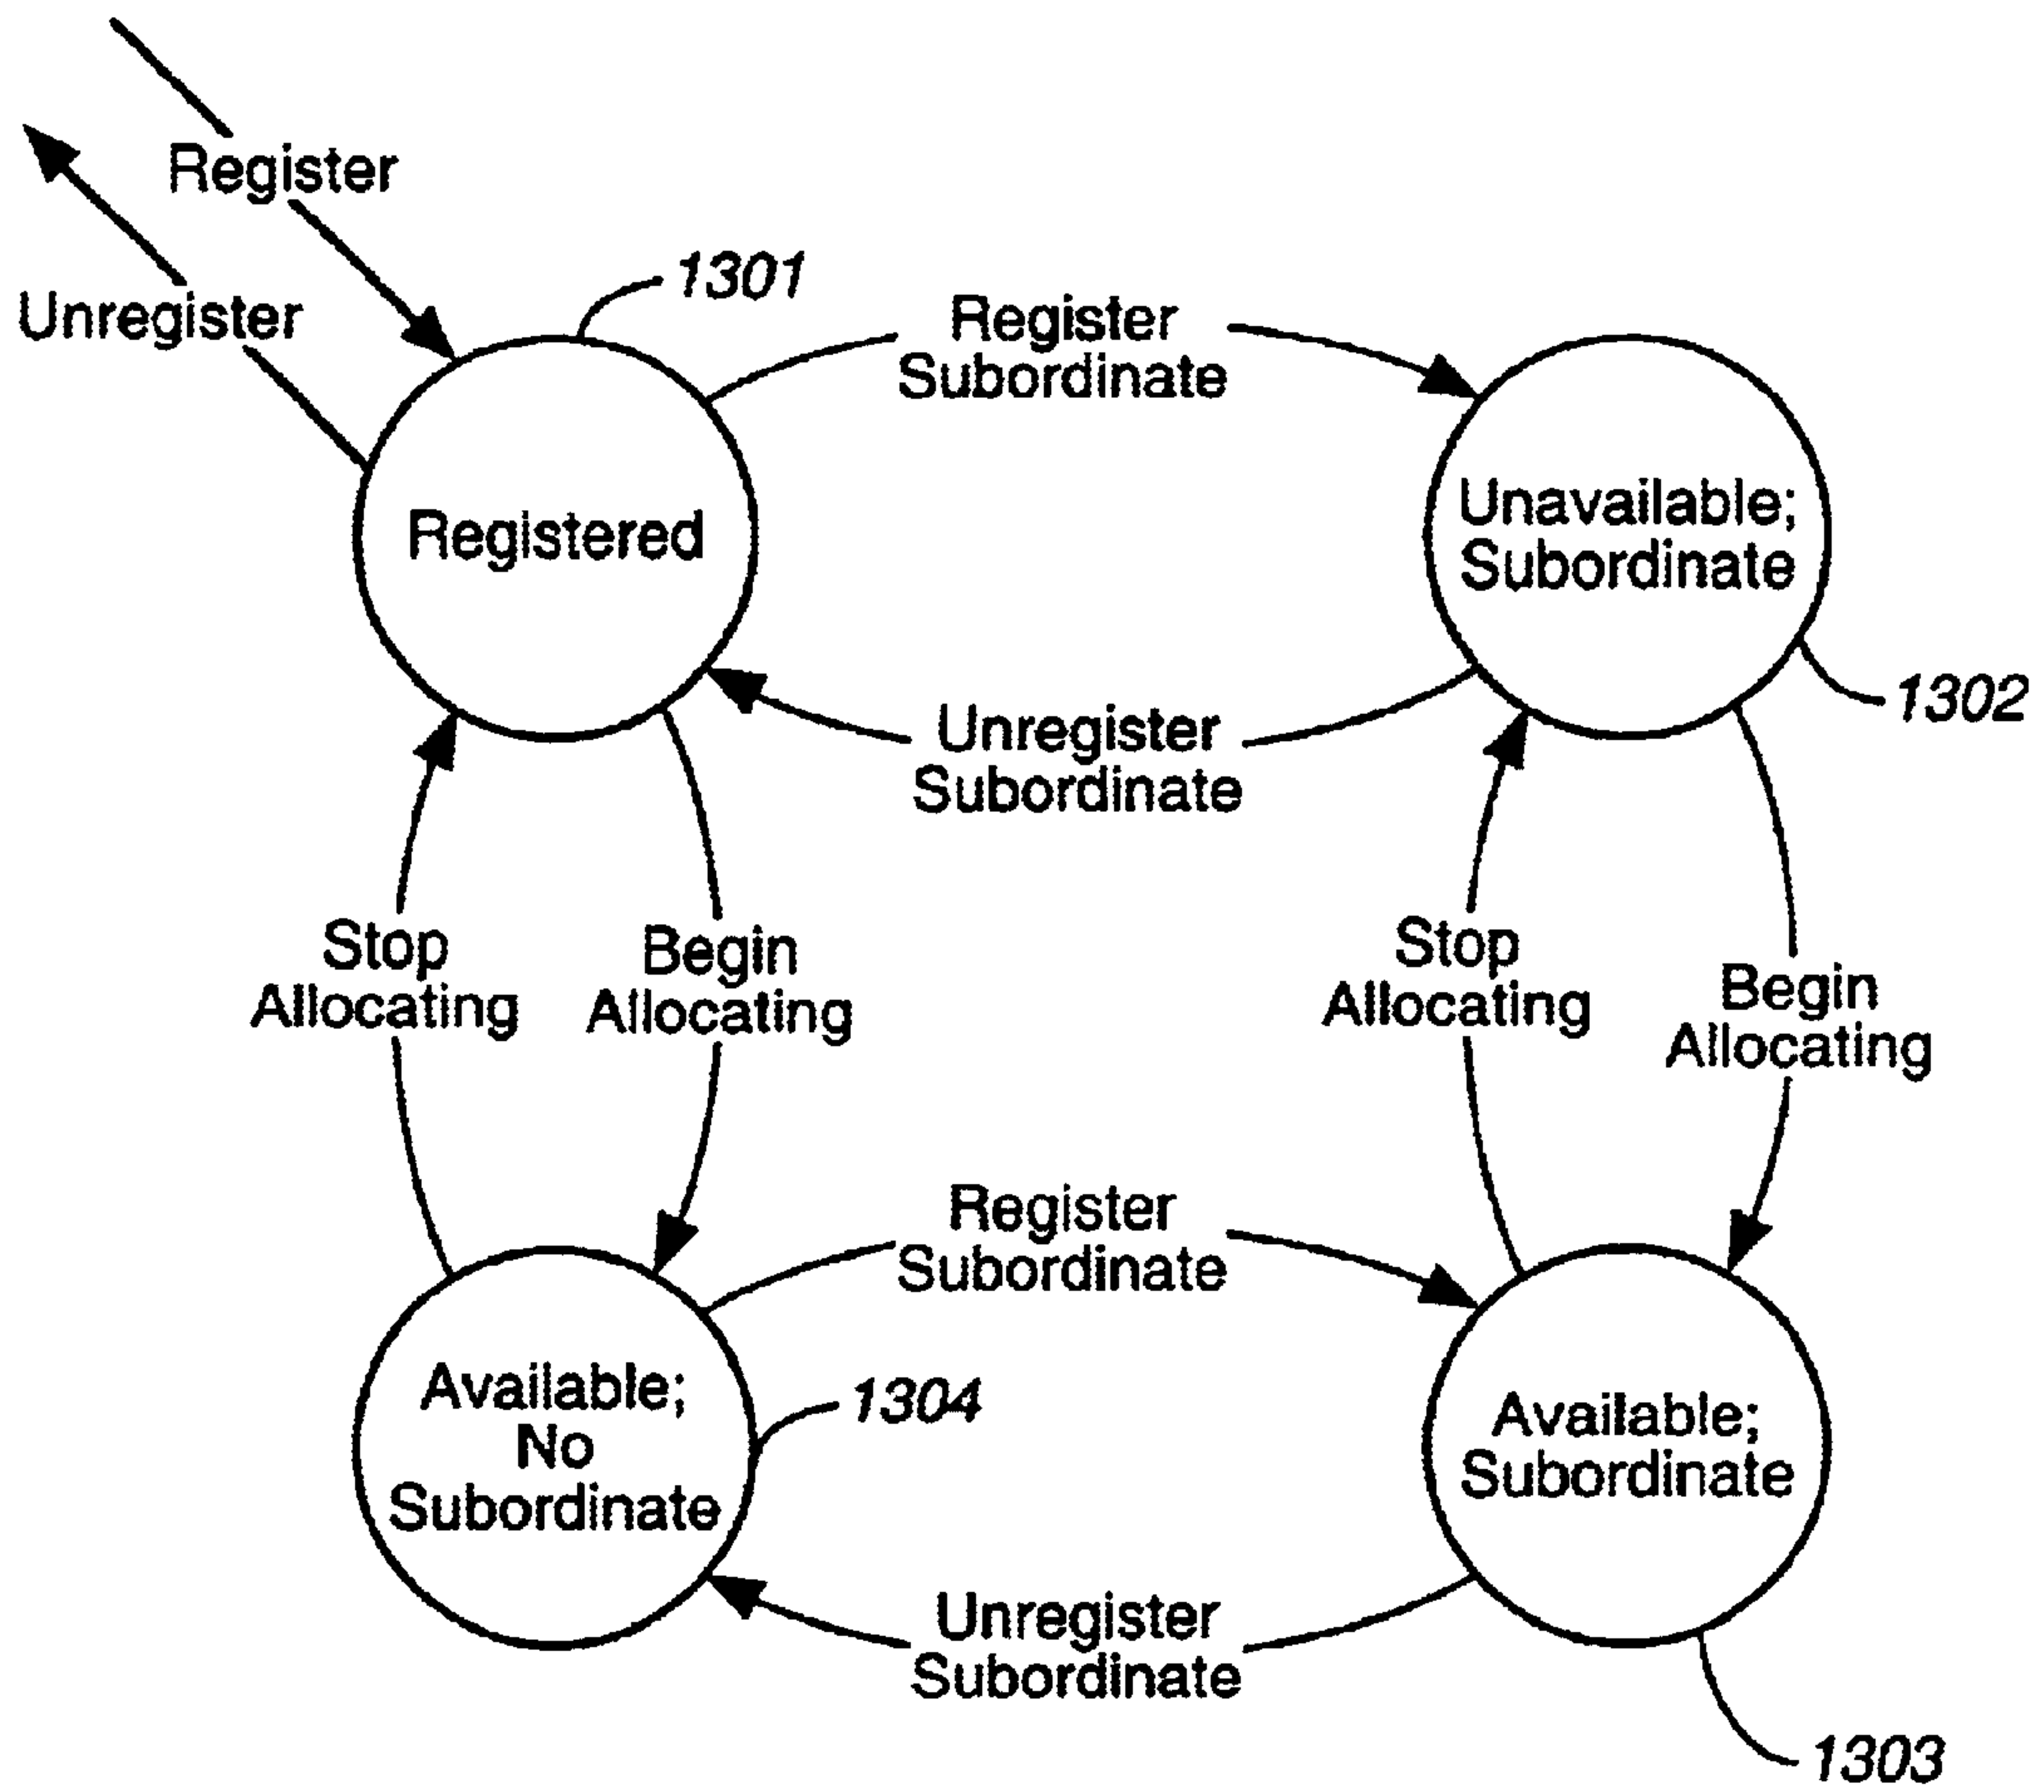 Register
Unregister
1301
Register
Subordinate
Registered
Unavailable;
Subordinate
1302
Unregister
Subordinate
Stop
Allocating
Begin
Allocating
Stop
Allocating
Begin
Allocating
Register
Subordinate
Available;
No
Subordinate
1304
Available;
Subordinate
Unregister
Subordinate
1303